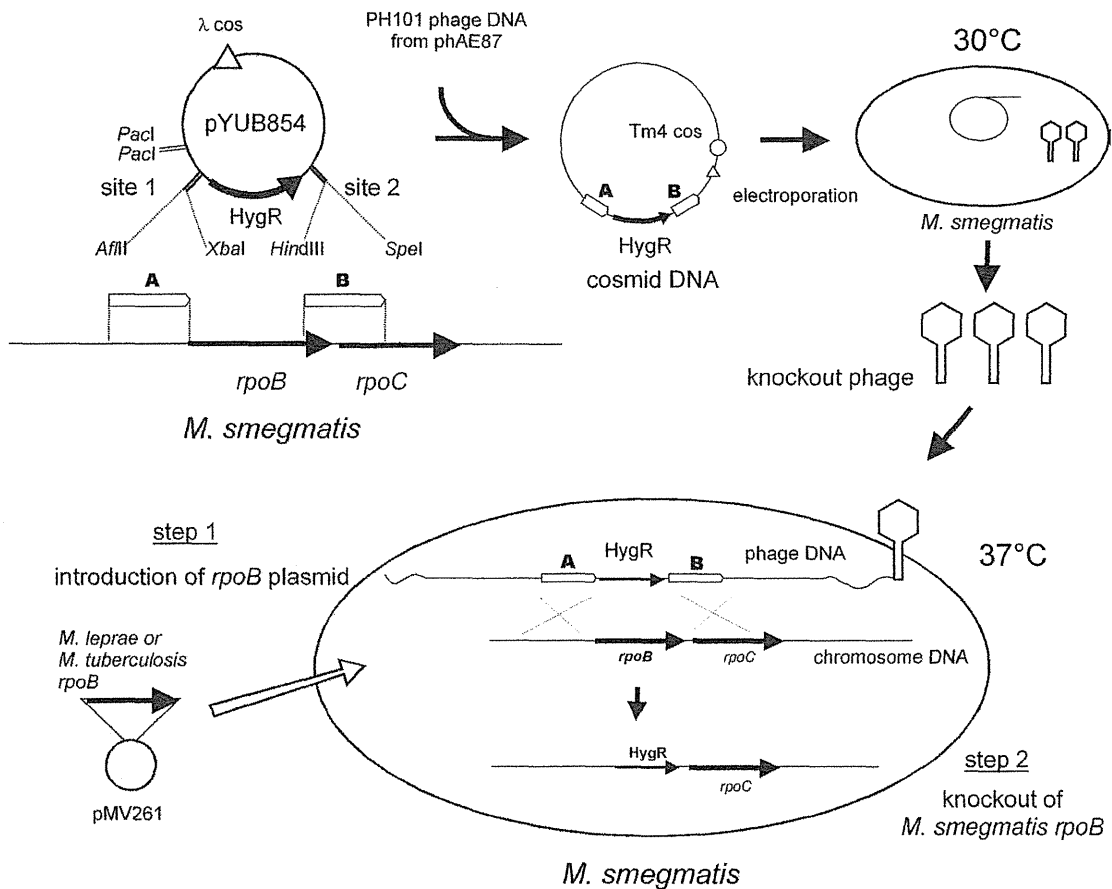 λ cos
PH101 phage DNA
from phAE87
30°C
pYUB854
PacI
PacI
Tm4 cos
site 1
site 2
A
B
electroporation
HygR
M. smegmatis
AflII
XbaI
HindIII
SpeI
HygR
cosmid DNA
A
B
rpoB
rpoC
knockout phage
M. smegmatis
step 1
introduction of rpoB plasmid
HygR
phage DNA
37°C
A
B
M. leprae or
M. tuberculosis
rpoB
rpoB
rpoC
chromosome DNA
HygR
rpoC
step 2
knockout of
M. smegmatis rpoB
pMV261
M. smegmatis